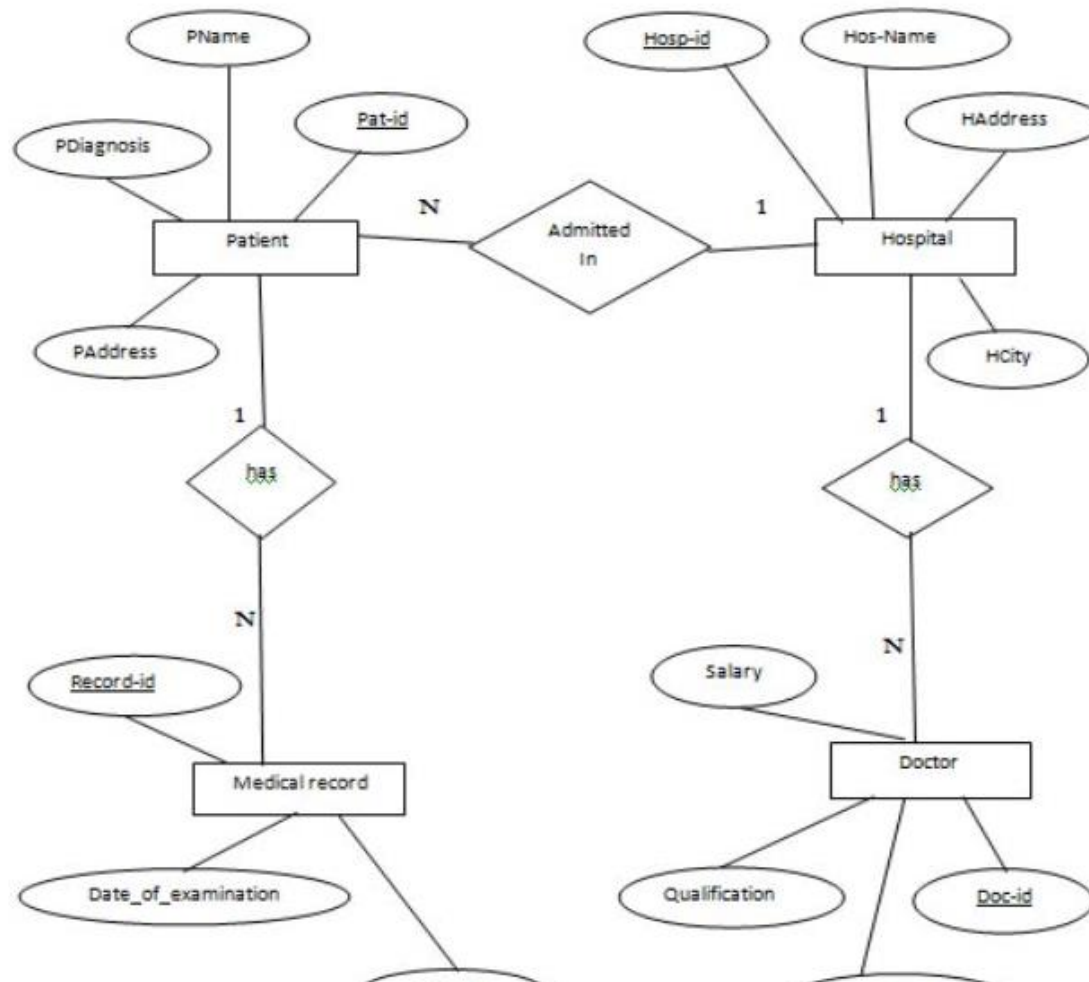 PName
Hosp-id
Hos-Name
PDiagnosis
Pat-id
HAddress
Patient
N
Admitted
In
1
Hospital
PAddress
HCity
1
has
1
has
N
N
Record-id
Salary
Medical record
Doctor
Date_of_examination
Qualification
Doc-id